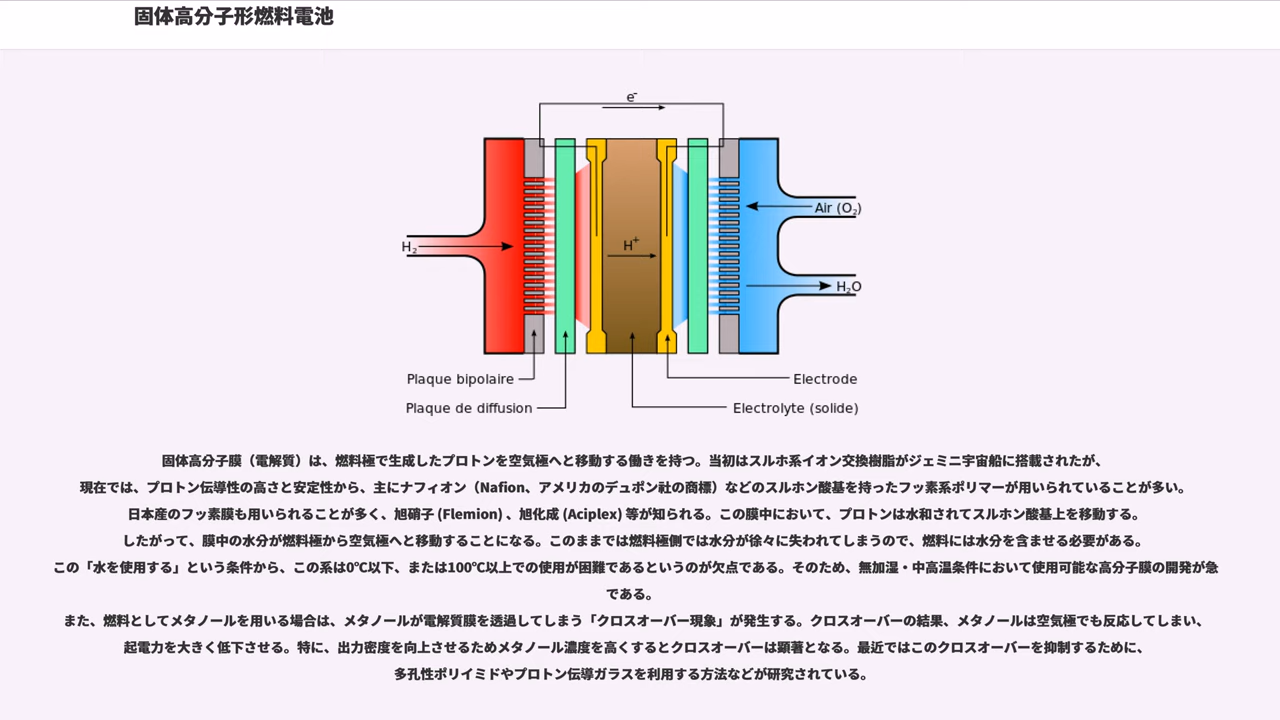 固体高分子形燃料電池
e-
H₂
H+
Air (O₂)
H₂O
Plaque bipolaire
Electrode
Plaque de diffusion
Electrolyte (solide)
固体高分子膜（電解質）は、燃料極で生成したプロトンを空気極へと移動する働きを持つ。当初はスルホ系イオン交換樹脂がジェミニ宇宙船に搭載されたが、
現在では、プロトン伝導性の高さと安定性から、主にナフィオン（Nafion、アメリカのデュポン社の商標）などのスルホン酸基を持ったフッ素系ポリマーが用いられていることが多い。
日本産のフッ素膜も用いられることが多く、旭硝子 (Flemion) 、旭化成 (Aciplex) 等が知られる。この膜中において、プロトンは水和されてスルホン酸基上を移動する。
したがって、膜中の水分が燃料極から空気極へと移動することになる。このままでは燃料極側では水分が徐々に失われてしまうので、燃料には水分を含ませる必要がある。
この「水を使用する」という条件から、この系は0℃以下、または100℃以上での使用が困難であるというのが欠点である。そのため、無加湿・中高温条件において使用可能な高分子膜の開発が急
である。
また、燃料としてメタノールを用いる場合は、メタノールが電解質膜を透過してしまう「クロスオーバー現象」が発生する。クロスオーバーの結果、メタノールは空気極でも反応してしまい、
起電力を大きく低下させる。特に、出力密度を向上させるためメタノール濃度を高くするとクロスオーバーは顕著となる。最近ではこのクロスオーバーを抑制するために、
多孔性ポリイミドやプロトン伝導ガラスを利用する方法などが研究されている。